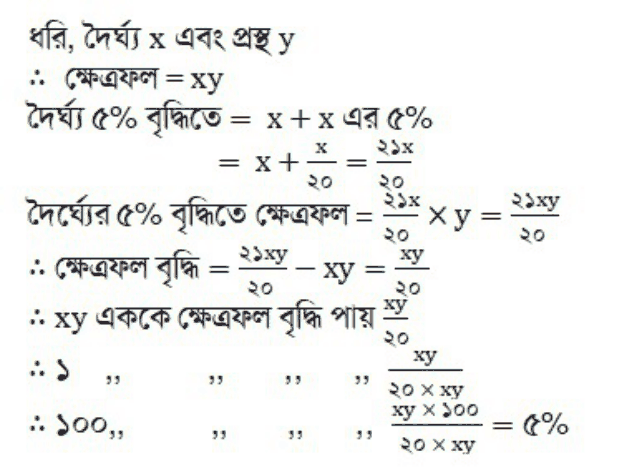 ধরি, দৈর্ঘ্য x এবং প্রস্থ y
∴ ক্ষেত্রফল = xy
দৈর্ঘ্য ৫% বৃদ্ধিতে = x + x এর ৫%
= x + x/২০ = ২১x/২০
দৈর্ঘ্যের ৫% বৃদ্ধিতে ক্ষেত্রফল = ২১x/২০ × y = ২১xy/২০
∴ ক্ষেত্রফল বৃদ্ধি = ২১xy/২০ − xy = xy/২০
∴ xy এককে ক্ষেত্রফল বৃদ্ধি পায় xy/২০
∴ ১ ,, ,, ,, ,, xy/২০ × xy
∴ ১০০,, ,, ,, ,, xy × ১০০/২০ × xy = ৫%